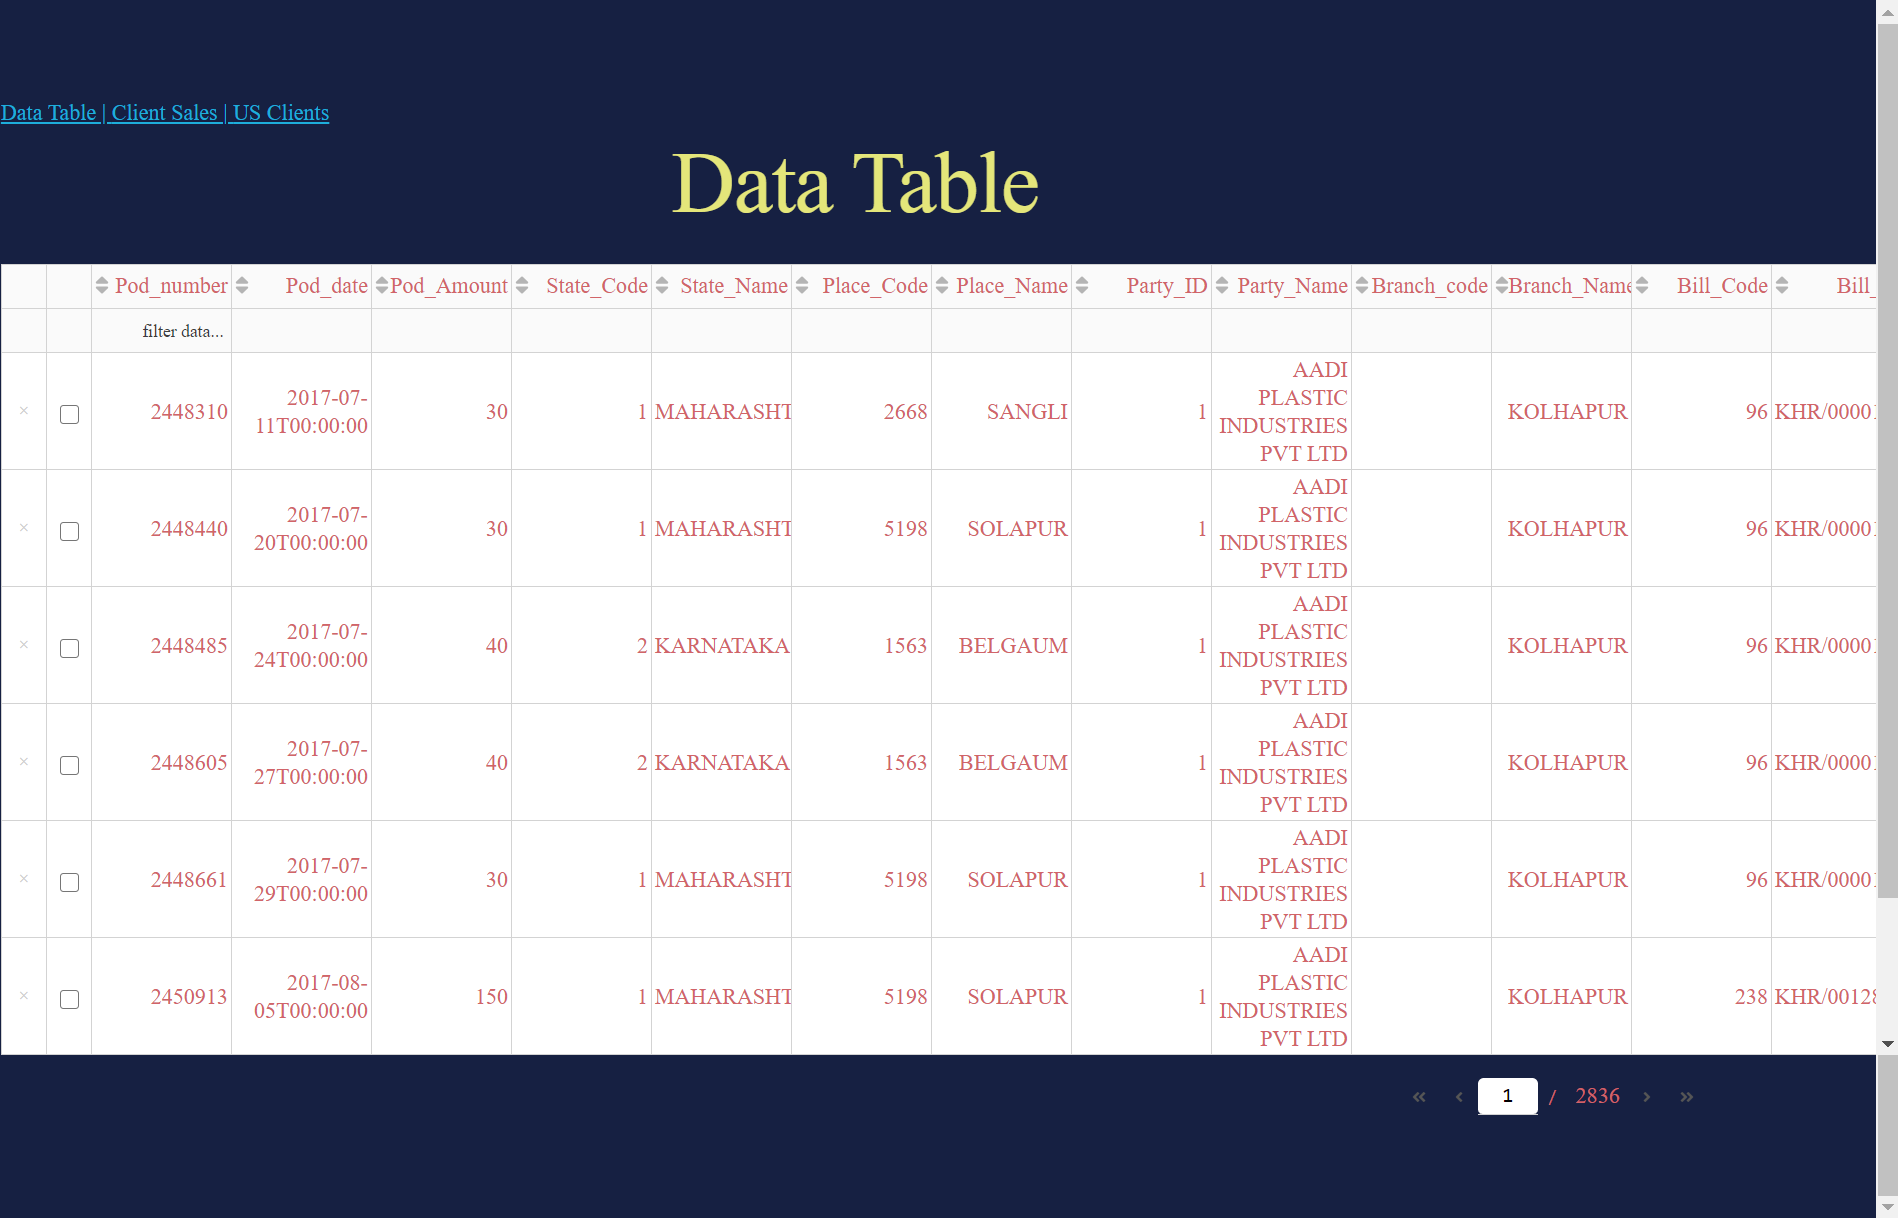 Data Table | Client Sales | US Clients
Data Table
Pod_number Pod_date Pod_Amount State_Code State_Name Place_Code Place_Name Party_ID Party_Name Branch_code Branch_Name Bill_Code Bill_
filter data...
× 2448310 2017-07-11T00:00:00 30 1 MAHARASHT 2668 SANGLI 1 AADI PLASTIC INDUSTRIES PVT LTD KOLHAPUR 96 KHR/00001
× 2448440 2017-07-20T00:00:00 30 1 MAHARASHT 5198 SOLAPUR 1 AADI PLASTIC INDUSTRIES PVT LTD KOLHAPUR 96 KHR/00001
× 2448485 2017-07-24T00:00:00 40 2 KARNATAKA 1563 BELGAUM 1 AADI PLASTIC INDUSTRIES PVT LTD KOLHAPUR 96 KHR/00001
× 2448605 2017-07-27T00:00:00 40 2 KARNATAKA 1563 BELGAUM 1 AADI PLASTIC INDUSTRIES PVT LTD KOLHAPUR 96 KHR/00001
× 2448661 2017-07-29T00:00:00 30 1 MAHARASHT 5198 SOLAPUR 1 AADI PLASTIC INDUSTRIES PVT LTD KOLHAPUR 96 KHR/00001
× 2450913 2017-08-05T00:00:00 150 1 MAHARASHT 5198 SOLAPUR 1 AADI PLASTIC INDUSTRIES PVT LTD KOLHAPUR 238 KHR/00128
« ‹ 1 / 2836 › »